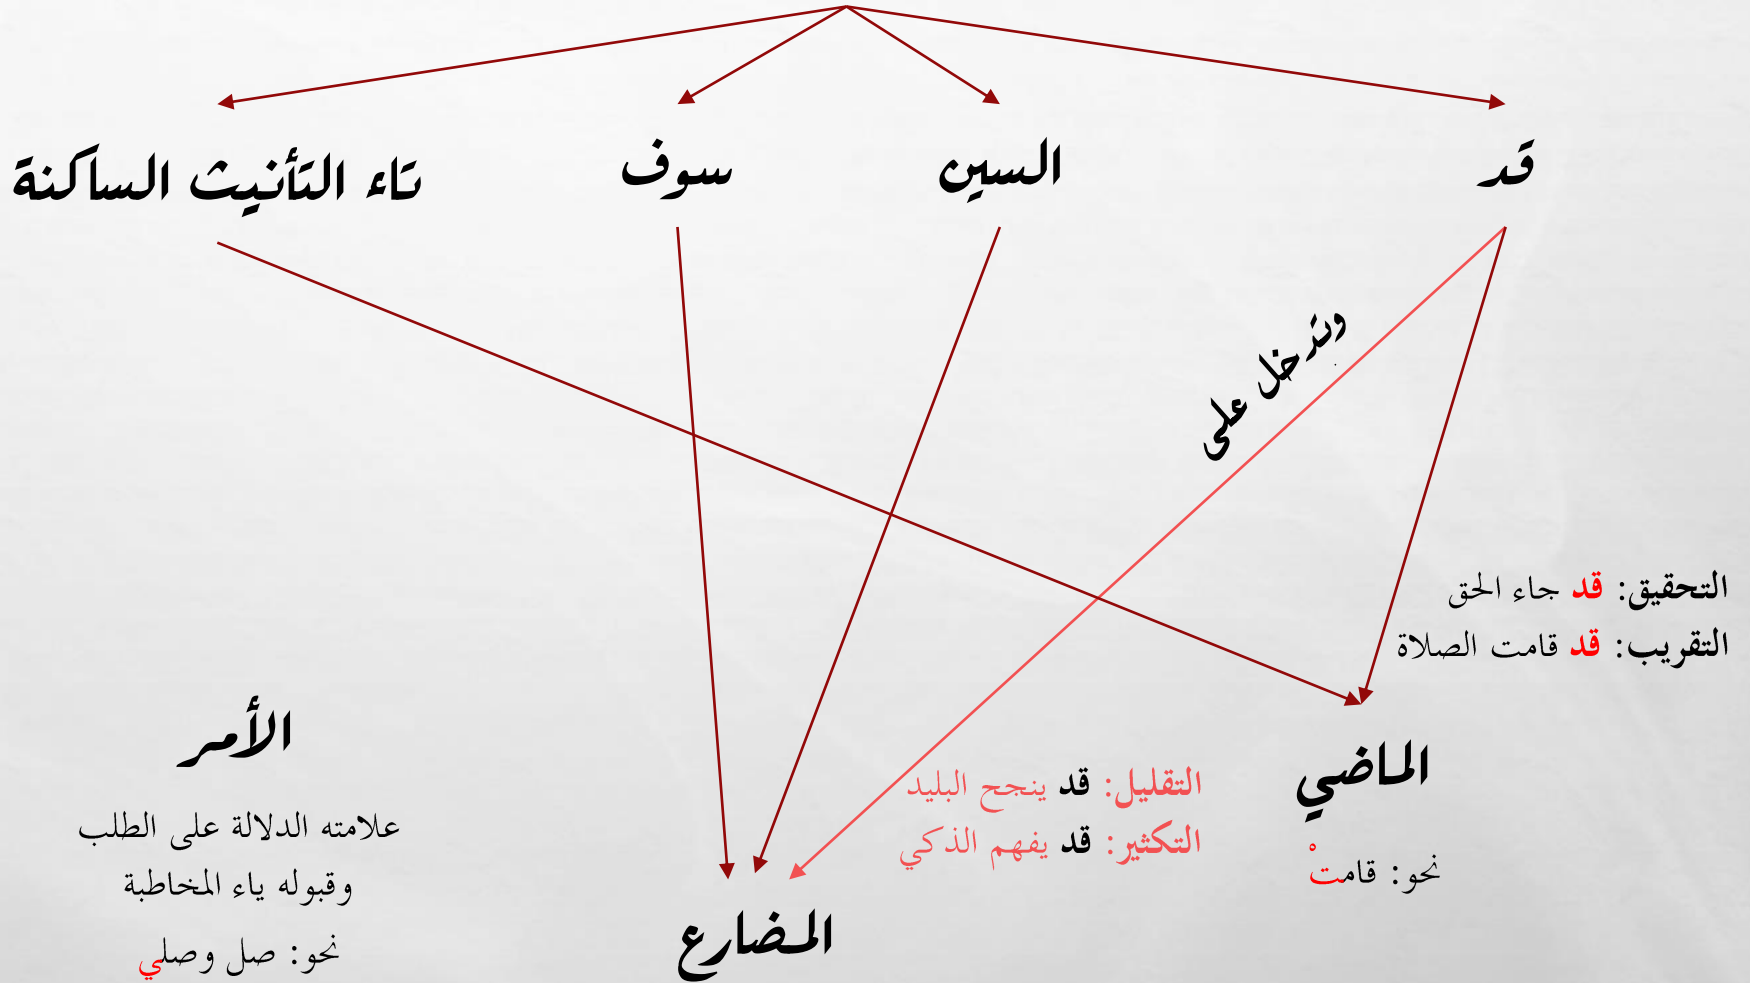 قد
السين
سوف
تاء التأنيث الساكنة
وتدخل على
التحقيق: قد جاء الحق
التقريب: قد قامت الصلاة
الماضي
نحو: قامتْ
التقليل: قد ينجح البليد
التكثير: قد يفهم الذكي
المضارع
الأمر
علامته الدلالة على الطلب
وقبوله ياء المخاطبة
نحو: صل وصلي